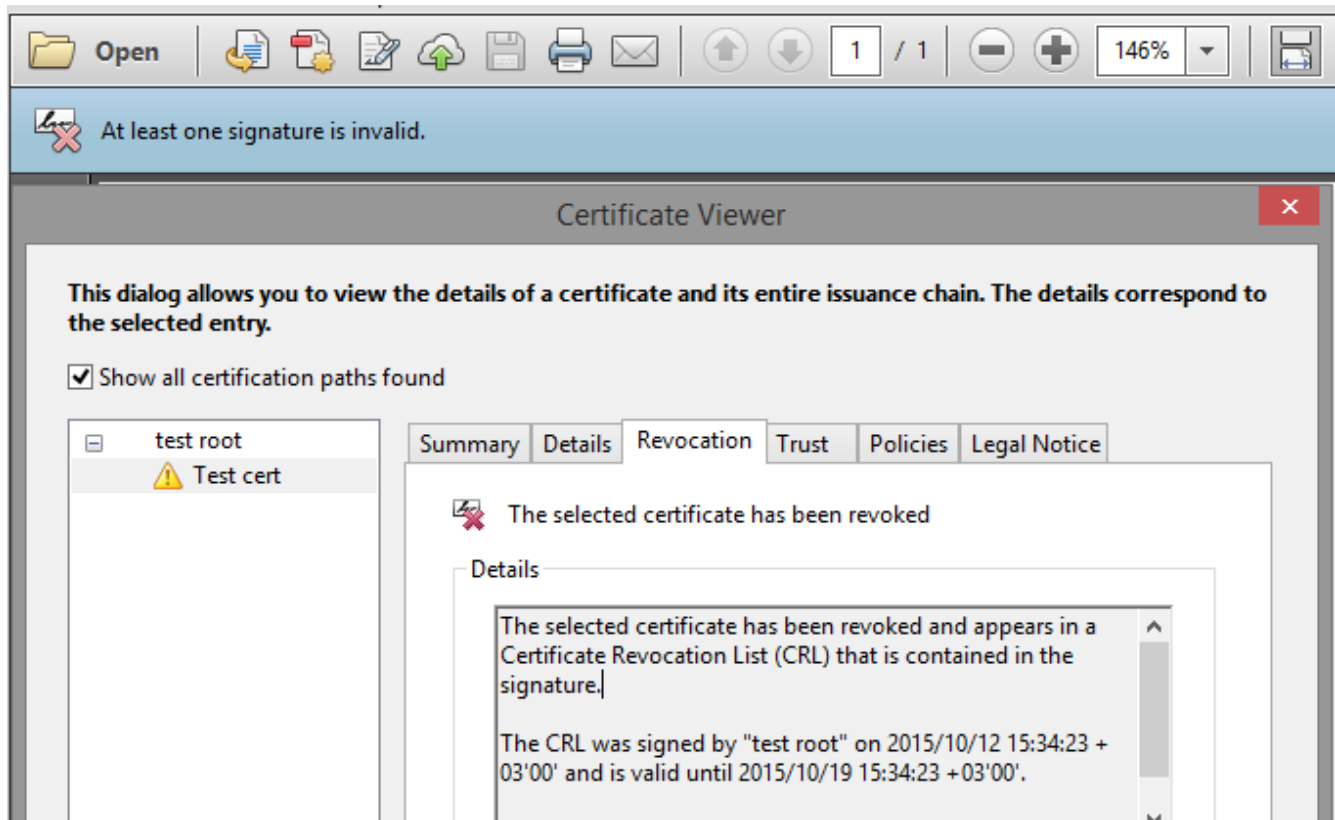 Open 1 / 1 146%
At least one signature is invalid.
Certificate Viewer
This dialog allows you to view the details of a certificate and its entire issuance chain. The details correspond to
the selected entry.
Show all certification paths found
test root
Test cert
Summary Details Revocation Trust Policies Legal Notice
The selected certificate has been revoked
Details
The selected certificate has been revoked and appears in a
Certificate Revocation List (CRL) that is contained in the
signature.
The CRL was signed by "test root" on 2015/10/12 15:34:23 +
03'00' and is valid until 2015/10/19 15:34:23 +03'00'.